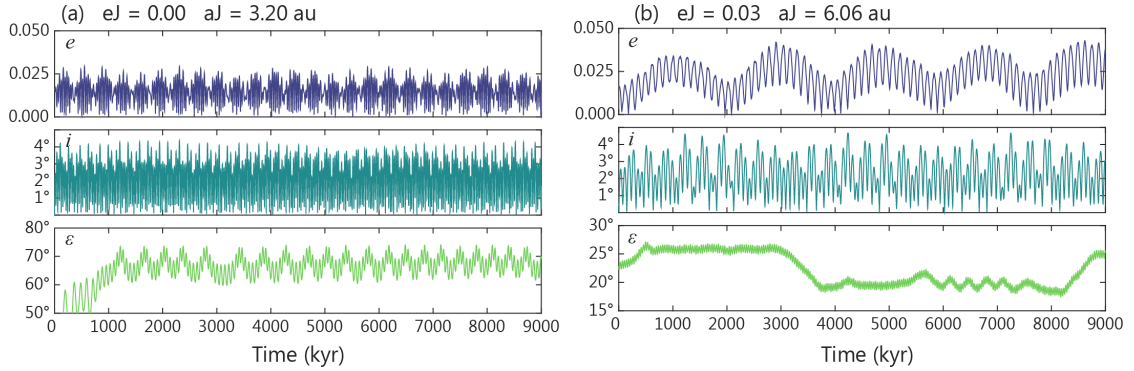 (a) eJ = 0.00 aJ = 3.20 au
e
0.050
0.025
0.000
i
4°
3°
2°
1°
ε
80°
70°
60°
50°
0 1000 2000 3000 4000 5000 6000 7000 8000 9000
Time (kyr)
(b) eJ = 0.03 aJ = 6.06 au
e
0.050
0.025
0.000
i
4°
3°
2°
1°
ε
30°
25°
20°
15°
0 1000 2000 3000 4000 5000 6000 7000 8000 9000
Time (kyr)